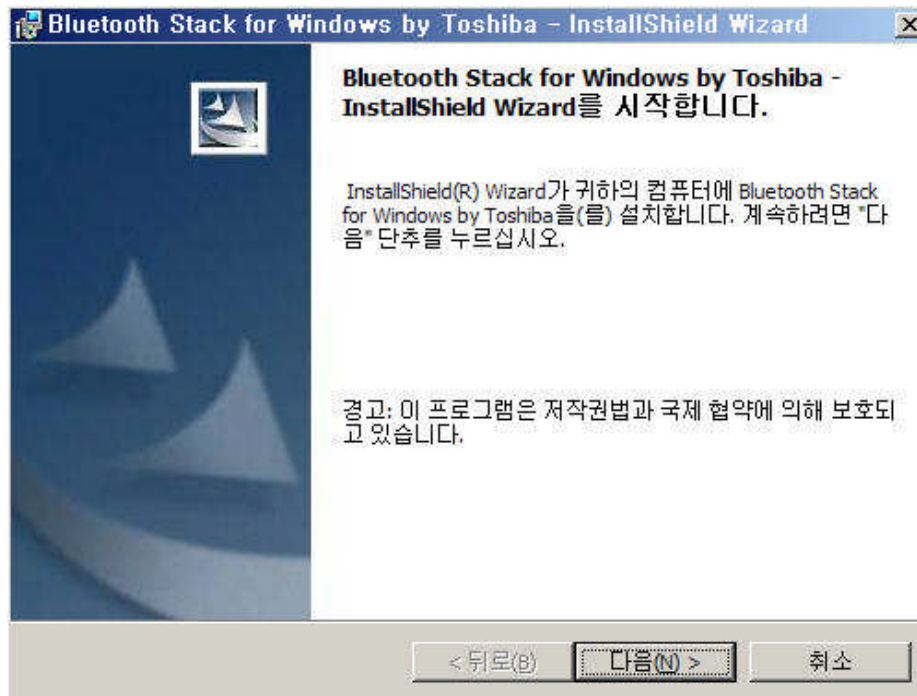 Bluetooth Stack for Windows by Toshiba - InstallShield Wizard
Bluetooth Stack for Windows by Toshiba -
InstallShield Wizard를 시작합니다.
InstallShield(R) Wizard가 귀하의 컴퓨터에 Bluetooth Stack
for Windows by Toshiba을(를) 설치합니다. 계속하려면 "다
음" 단추를 누르십시오.
경고: 이 프로그램은 저작권법과 국제 협약에 의해 보호되
고 있습니다.
< 뒤로(B)
다음(N) >
취소